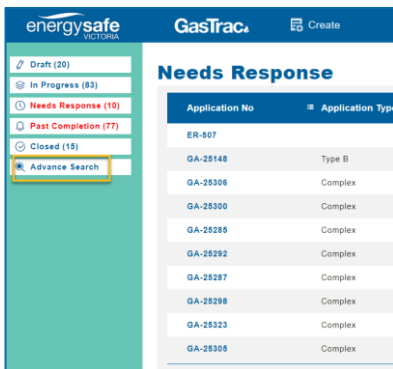 energysafe
VICTORIA
GasTrac
Create
Draft (20)
In Progress (83)
Needs Response (10)
Past Completion (77)
Closed (15)
Advance Search
Needs Response
Application No Application Type
ER-507
GA-25148 Type B
GA-25306 Complex
GA-25300 Complex
GA-25285 Complex
GA-25292 Complex
GA-25287 Complex
GA-25298 Complex
GA-25323 Complex
GA-25305 Complex